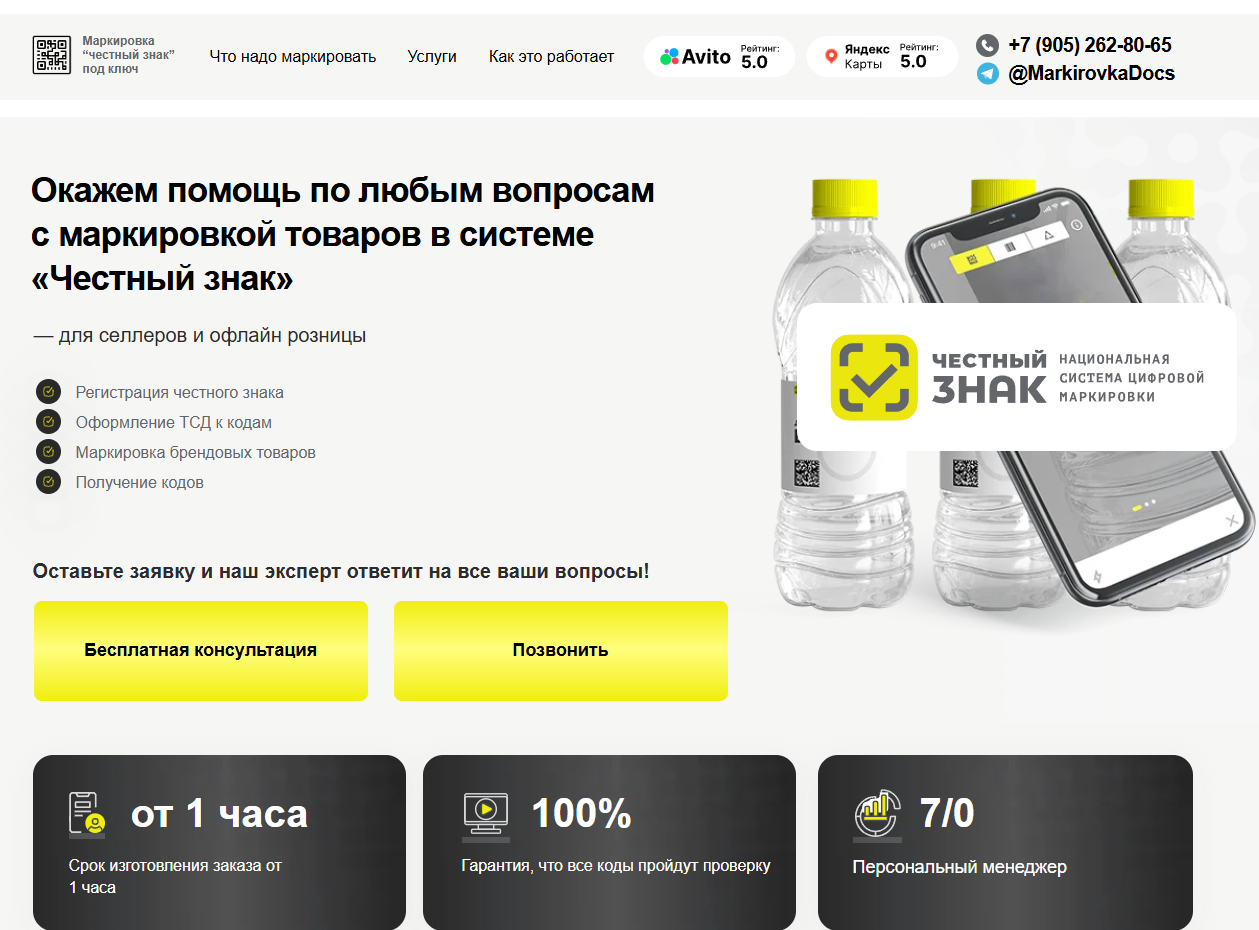 Маркировка
“честный знак”
под ключ
Что надо маркировать
Услуги
Как это работает
Avito
Рейтинг:
5.0
Яндекс
Карты
Рейтинг:
5.0
+7 (905) 262-80-65
@MarkirovkaDocs
Окажем помощь по любым вопросам
с маркировкой товаров в системе
«Честный знак»
— для селлеров и офлайн розницы
Регистрация честного знака
Оформление ТСД к кодам
Маркировка брендовых товаров
Получение кодов
9:41
ЧЕСТНЫЙ
ЗНАК
НАЦИОНАЛЬНАЯ
СИСТЕМА ЦИФРОВОЙ
МАРКИРОВКИ
Оставьте заявку и наш эксперт ответит на все ваши вопросы!
Бесплатная консультация
Позвонить
от 1 часа
Срок изготовления заказа от
1 часа
100%
Гарантия, что все коды пройдут проверку
7/0
Персональный менеджер